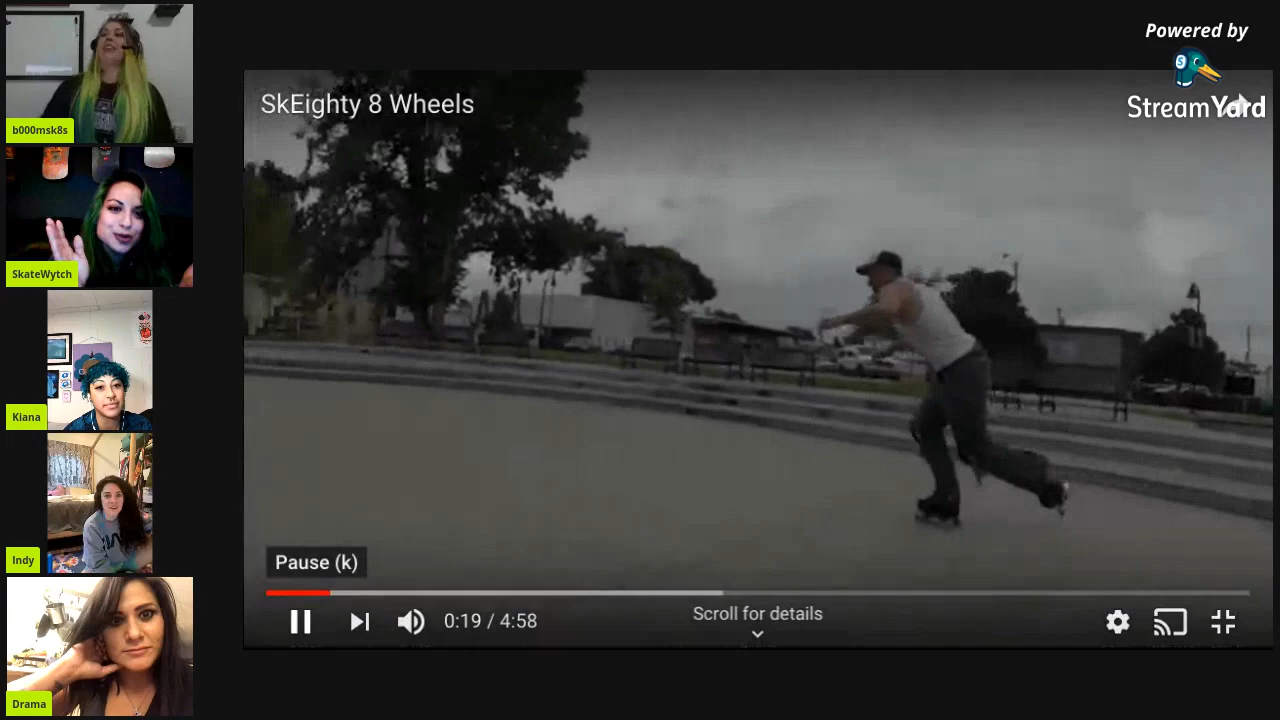 Powered by
StreamYard
SkEighty 8 Wheels
b000msk8s
SkateWytch
Kiana
Indy
Drama
Pause (k)
0:19 / 4:58
Scroll for details